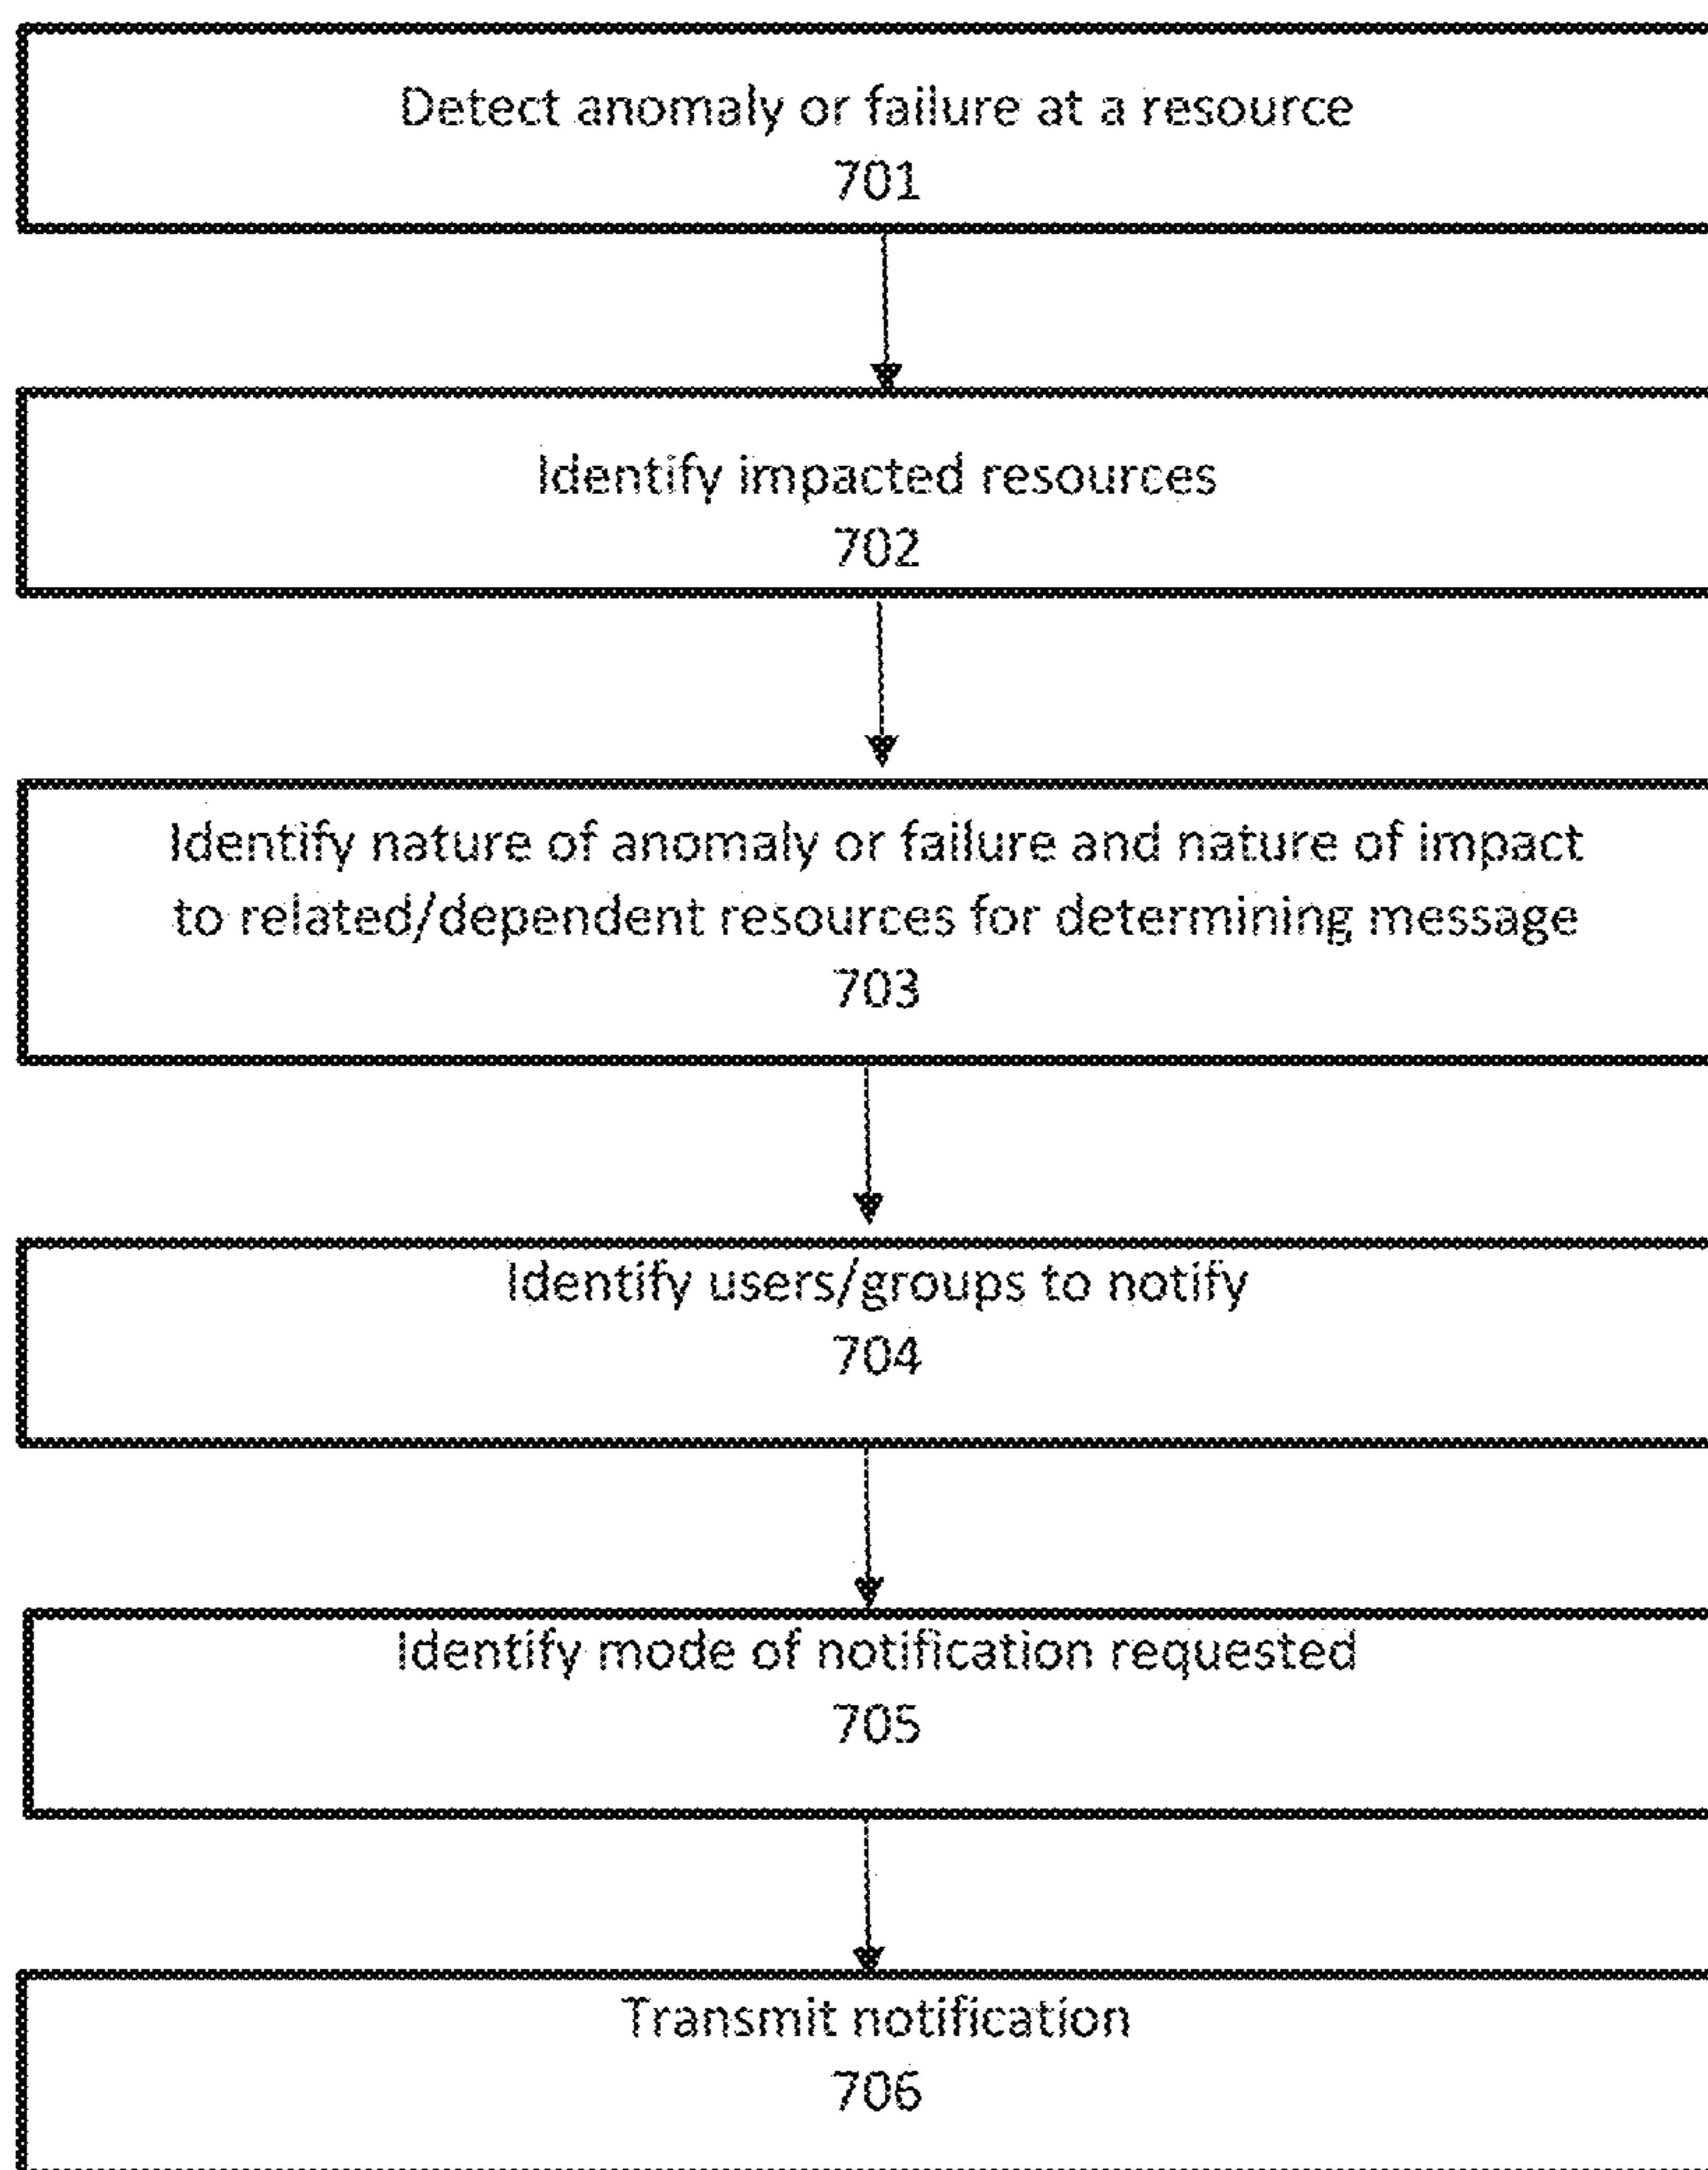 Detect anomaly or failure at a resource
701
Identify impacted resources
702
Identify nature of anomaly or failure and nature of impact
to related/dependent resources for determining message
703
Identify users/groups to notify
704
Identify mode of notification requested
705
Transmit notification
706